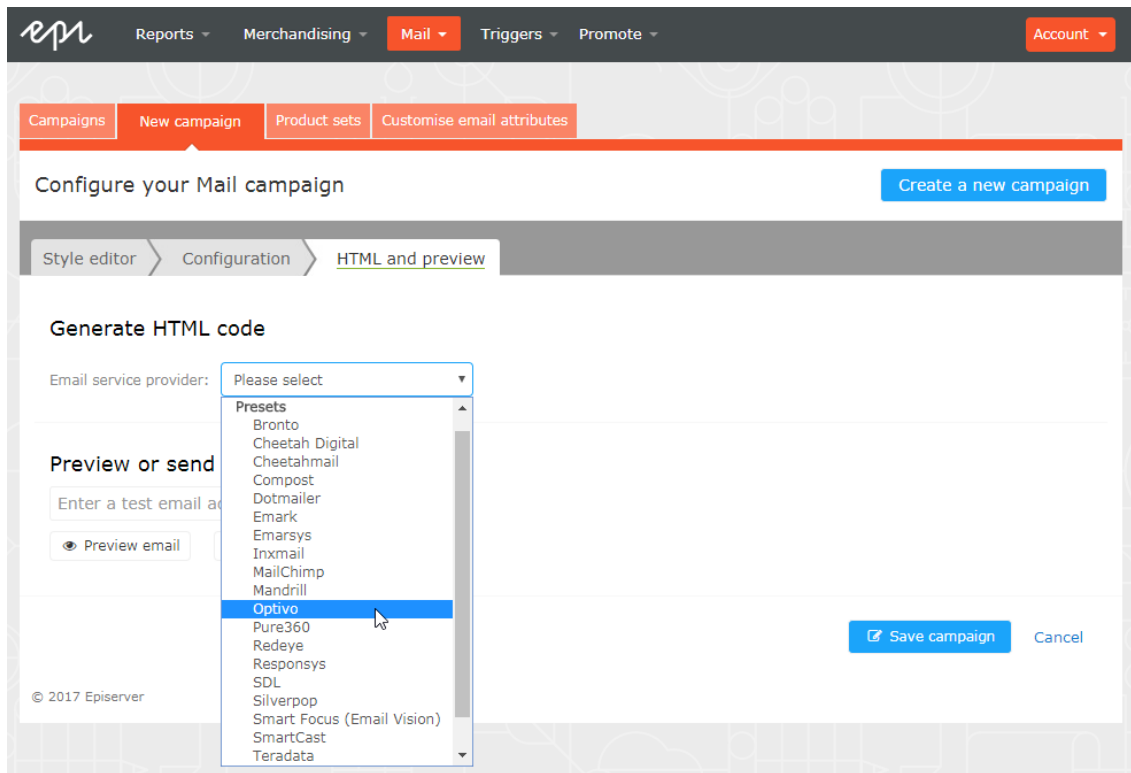 epi Reports Merchandising Mail Triggers Promote Account
Campaigns New campaign Product sets Customise email attributes
Configure your Mail campaign Create a new campaign
Style editor Configuration HTML and preview
Generate HTML code
Email service provider: Please select
Presets
Bronto
Cheetah Digital
Cheetahmail
Compost
Dotmailer
Emark
Emarsys
Inxmail
MailChimp
Mandrill
Optivo
Pure360
Redeye
Responsys
SDL
Silverpop
Smart Focus (Email Vision)
SmartCast
Teradata
Preview or send
Enter a test email
Preview email
Save campaign Cancel
© 2017 Episerver